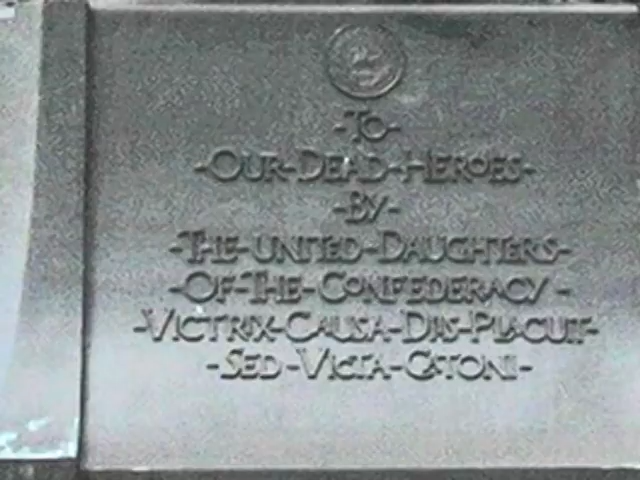 -TO-
-OUR-DEAD-HEROES-
-BY-
-THE-UNITED-DAUGHTERS-
-OF-THE-CONFEDERACY-
-VICTRIX-CAUSA-DIIS-PLACUIT-
-SED-VICTA-CATONI-